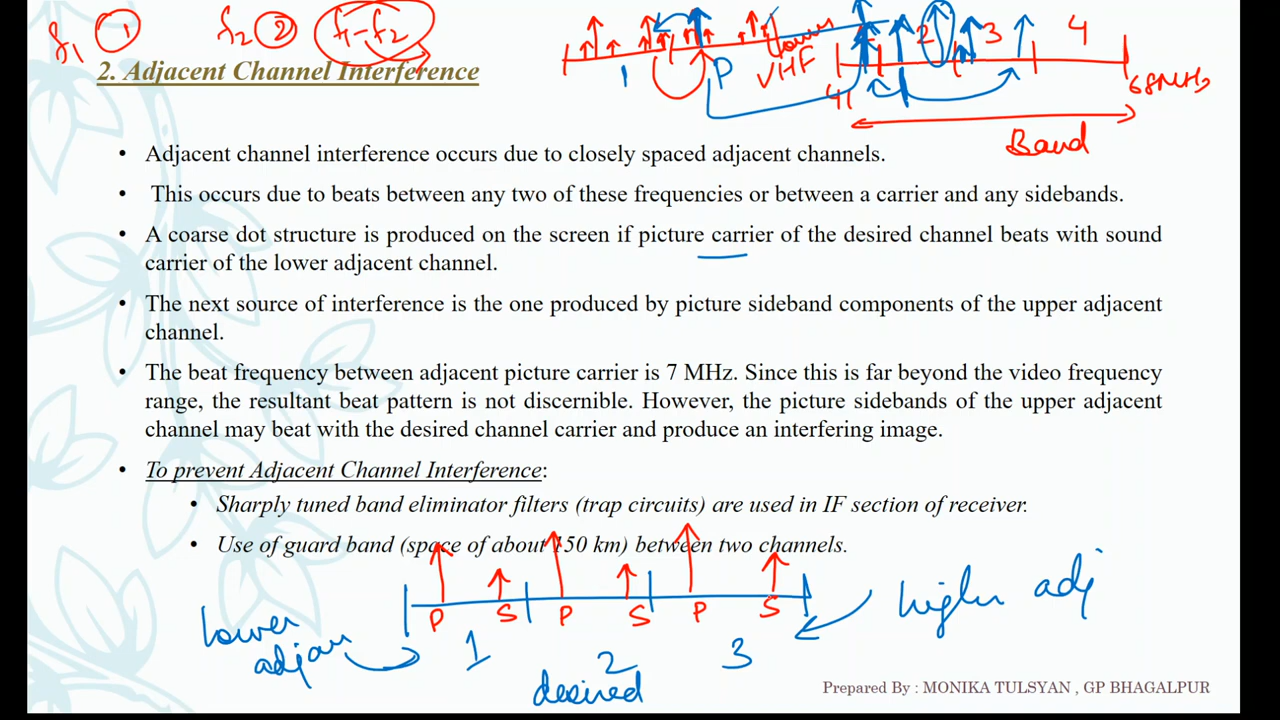 f1 1 f2 2 f1-f2
1 P lower VHF 41 1 2 3 4 68MHz
Band
2. Adjacent Channel Interference
• Adjacent channel interference occurs due to closely spaced adjacent channels.
• This occurs due to beats between any two of these frequencies or between a carrier and any sidebands.
• A coarse dot structure is produced on the screen if picture carrier of the desired channel beats with sound
carrier of the lower adjacent channel.
• The next source of interference is the one produced by picture sideband components of the upper adjacent
channel.
• The beat frequency between adjacent picture carrier is 7 MHz. Since this is far beyond the video frequency
range, the resultant beat pattern is not discernible. However, the picture sidebands of the upper adjacent
channel may beat with the desired channel carrier and produce an interfering image.
• To prevent Adjacent Channel Interference:
• Sharply tuned band eliminator filters (trap circuits) are used in IF section of receiver.
• Use of guard band (space of about 150 km) between two channels.
P S P S P S
lower
adjan
1 2 3
desired
higher adj
Prepared By : MONIKA TULSYAN , GP BHAGALPUR